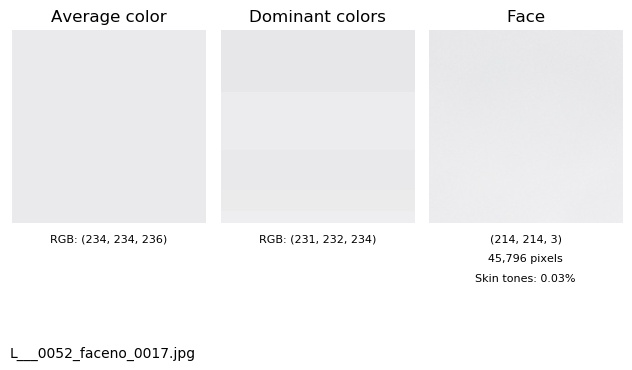 Average color
Dominant colors
Face
RGB: (234, 234, 236)
RGB: (231, 232, 234)
(214, 214, 3)
45,796 pixels
Skin tones: 0.03%
L___0052_faceno_0017.jpg